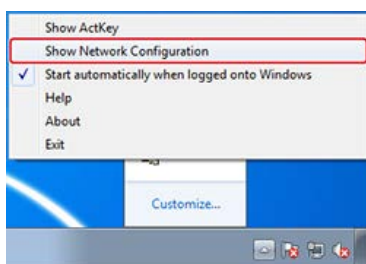 Show ActKey
Show Network Configuration
Start automatically when logged onto Windows
Help
About
Exit
Customize...